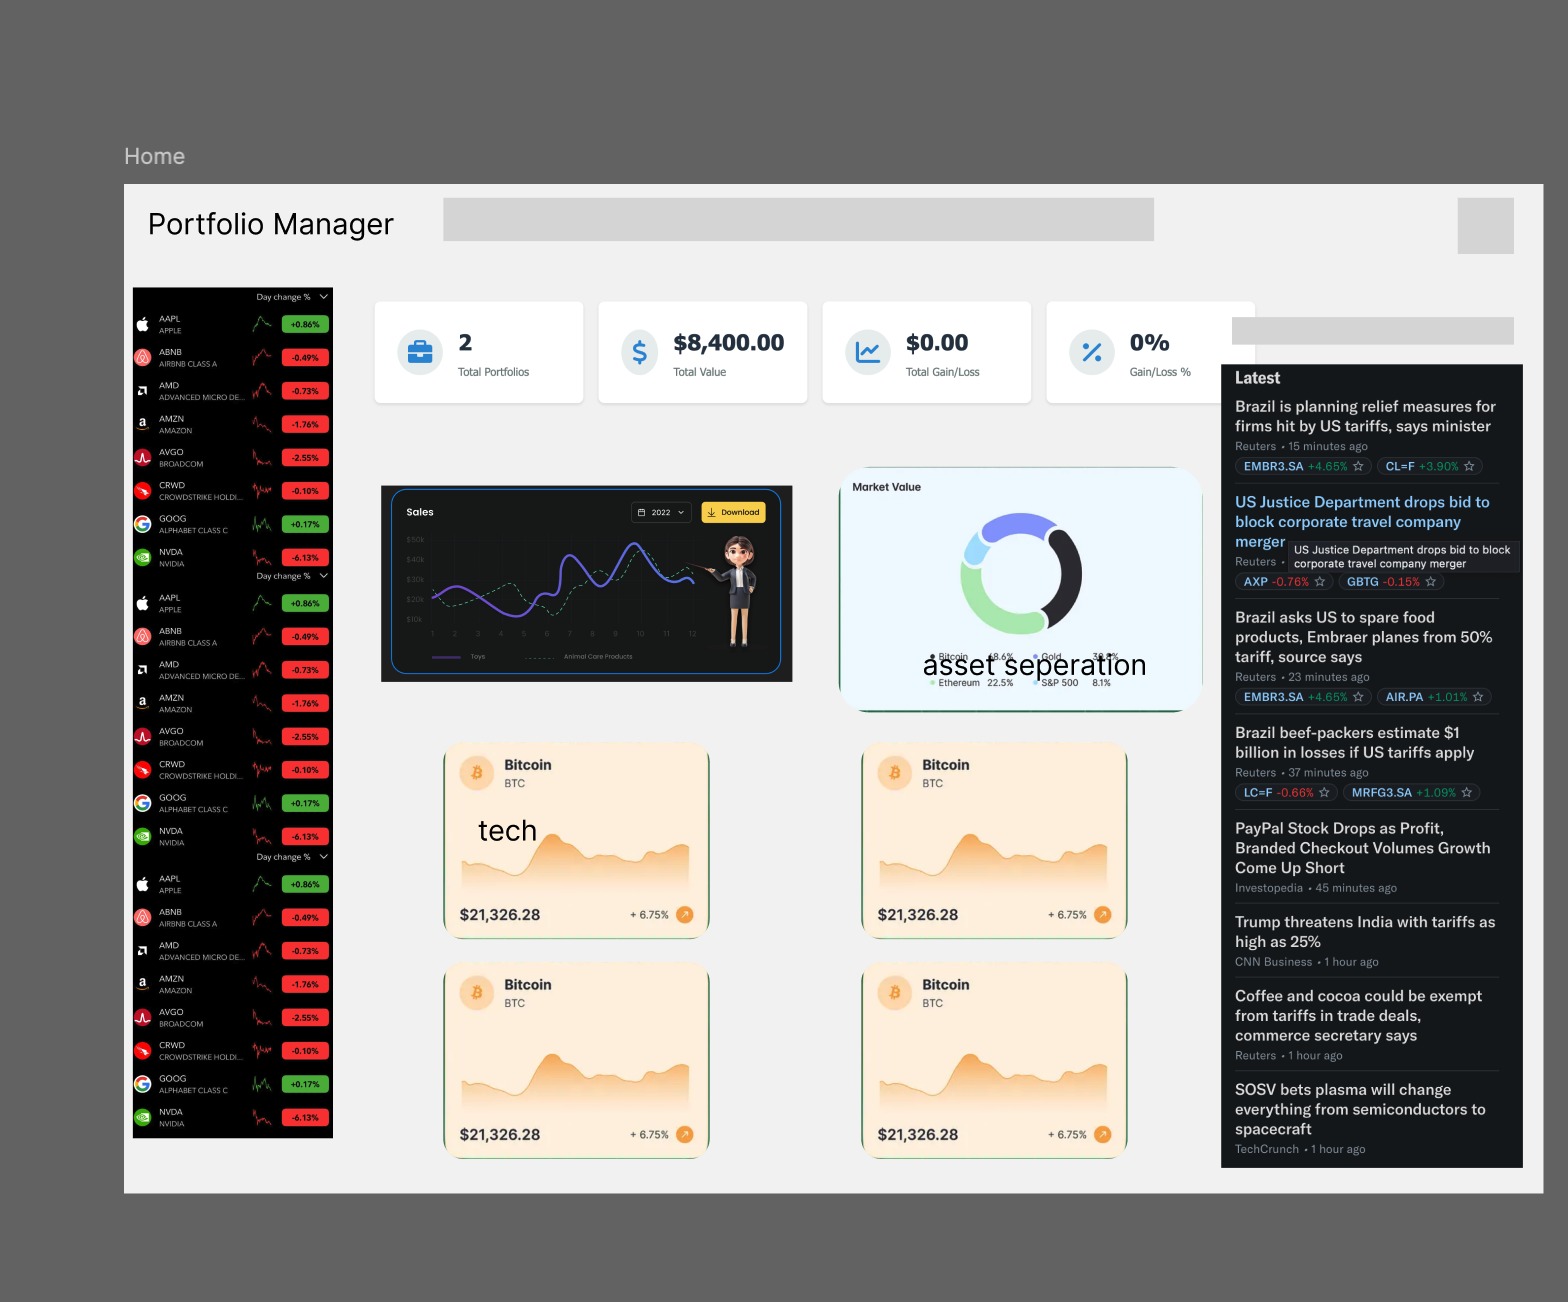 Home
Portfolio Manager
Day change %
AAPL
APPLE
+0.86%
ABNB
AIRBNB CLASS A
-0.49%
AMD
ADVANCED MICRO DE...
-0.73%
a
AMZN
AMAZON
-1.76%
AVGO
BROADCOM
-2.55%
CRWD
CROWDSTRIKE HOLDI...
-0.10%
GOOG
ALPHABET CLASS C
+0.17%
NVDA
NVIDIA
-6.13%
Day change %
AAPL
APPLE
+0.86%
ABNB
AIRBNB CLASS A
-0.49%
AMD
ADVANCED MICRO DE...
-0.73%
a
AMZN
AMAZON
-1.76%
AVGO
BROADCOM
-2.55%
CRWD
CROWDSTRIKE HOLDI...
-0.10%
GOOG
ALPHABET CLASS C
+0.17%
NVDA
NVIDIA
-6.13%
Day change %
AAPL
APPLE
+0.86%
ABNB
AIRBNB CLASS A
-0.49%
AMD
ADVANCED MICRO DE...
-0.73%
a
AMZN
AMAZON
-1.76%
AVGO
BROADCOM
-2.55%
CRWD
CROWDSTRIKE HOLDI...
-0.10%
GOOG
ALPHABET CLASS C
+0.17%
NVDA
NVIDIA
-6.13%
2
Total Portfolios
$8,400.00
Total Value
$0.00
Total Gain/Loss
0%
Gain/Loss %
Sales
2022
Download
$50k
$40k
$30k
$20k
$10k
1 2 3 4 5 6 7 8 9 10 11 12
Toys
Animal Care Products
Market Value
Bitcoin
Gold
asset seperation
Ethereum 22.5%
S&P 500 8.1%
Bitcoin
BTC
tech
$21,326.28
+ 6.75%
Bitcoin
BTC
$21,326.28
+ 6.75%
Bitcoin
BTC
$21,326.28
+ 6.75%
Bitcoin
BTC
$21,326.28
+ 6.75%
Latest
Brazil is planning relief measures for
firms hit by US tariffs, says minister
Reuters • 15 minutes ago
EMBR3.SA +4.65% CL=F +3.90%
US Justice Department drops bid to
block corporate travel company
merger
US Justice Department drops bid to block
corporate travel company merger
Reuters •
AXP -0.76% GBTG -0.15%
Brazil asks US to spare food
products, Embraer planes from 50%
tariff, source says
Reuters • 23 minutes ago
EMBR3.SA +4.65% AIR.PA +1.01%
Brazil beef-packers estimate $1
billion in losses if US tariffs apply
Reuters • 37 minutes ago
LC=F -0.66% MRFG3.SA +1.09%
PayPal Stock Drops as Profit,
Branded Checkout Volumes Growth
Come Up Short
Investopedia • 45 minutes ago
Trump threatens India with tariffs as
high as 25%
CNN Business • 1 hour ago
Coffee and cocoa could be exempt
from tariffs in trade deals,
commerce secretary says
Reuters • 1 hour ago
SOSV bets plasma will change
everything from semiconductors to
spacecraft
TechCrunch • 1 hour ago